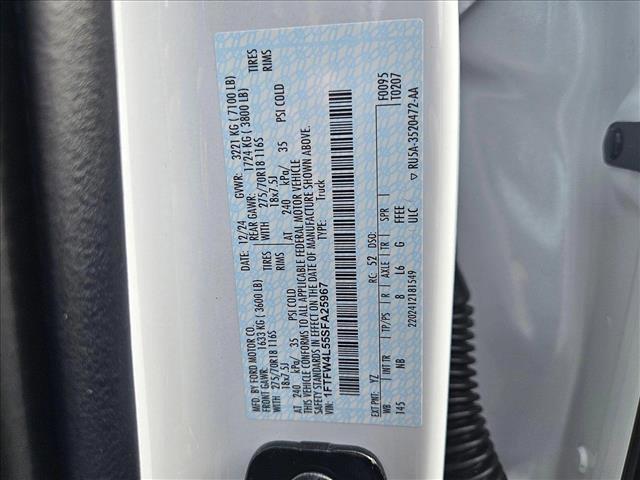 MFD. BY FORD MOTOR CO.
DATE: 12/24 GVWR: 3221 KG ( 7100 LB)
FRONT GAWR: 1633 KG ( 3600 LB) REAR GAWR: 1724 KG ( 3800 LB)
WITH 275/70R18 116S TIRES WITH 275/70R18 116S TIRES
18x7.5J RIMS 18x7.5J RIMS
AT 240 kPa/ 35 PSI COLD AT 240 kPa/ 35 PSI COLD
THIS VEHICLE CONFORMS TO ALL APPLICABLE FEDERAL MOTOR VEHICLE
SAFETY STANDARDS IN EFFECT ON THE DATE OF MANUFACTURE SHOWN ABOVE.
VIN: 1FTFW4L55SFA25967 TYPE: Truck
F0095
EXT PNT: YZ RC: 52 DSO: T0207
WB TP/PS R AXLE TR SPR
145 NB 8 L6 G FFEE
2202412181549 ULC ▽ RU5A-3520472-AA